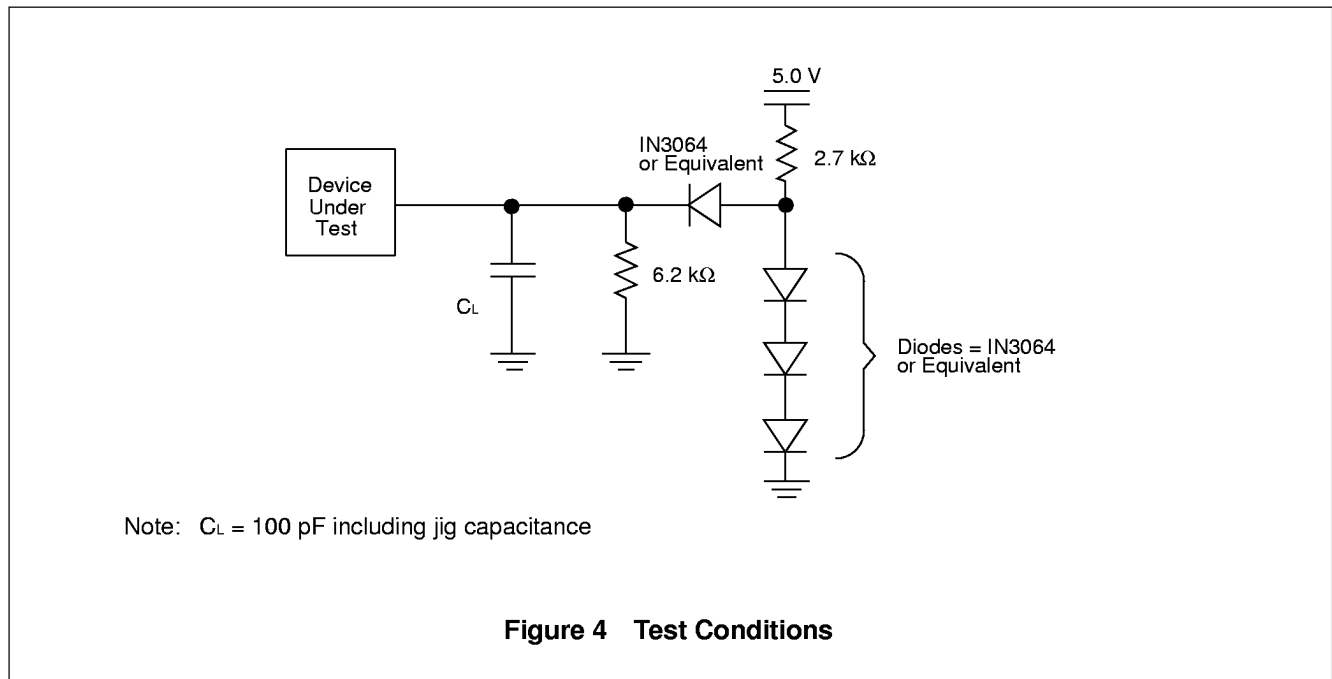 5.0 V
IN3064
or Equivalent
2.7 kΩ
Device
Under
Test
6.2 kΩ
CL
Diodes = IN3064
or Equivalent
Note: CL = 100 pF including jig capacitance
Figure 4 Test Conditions